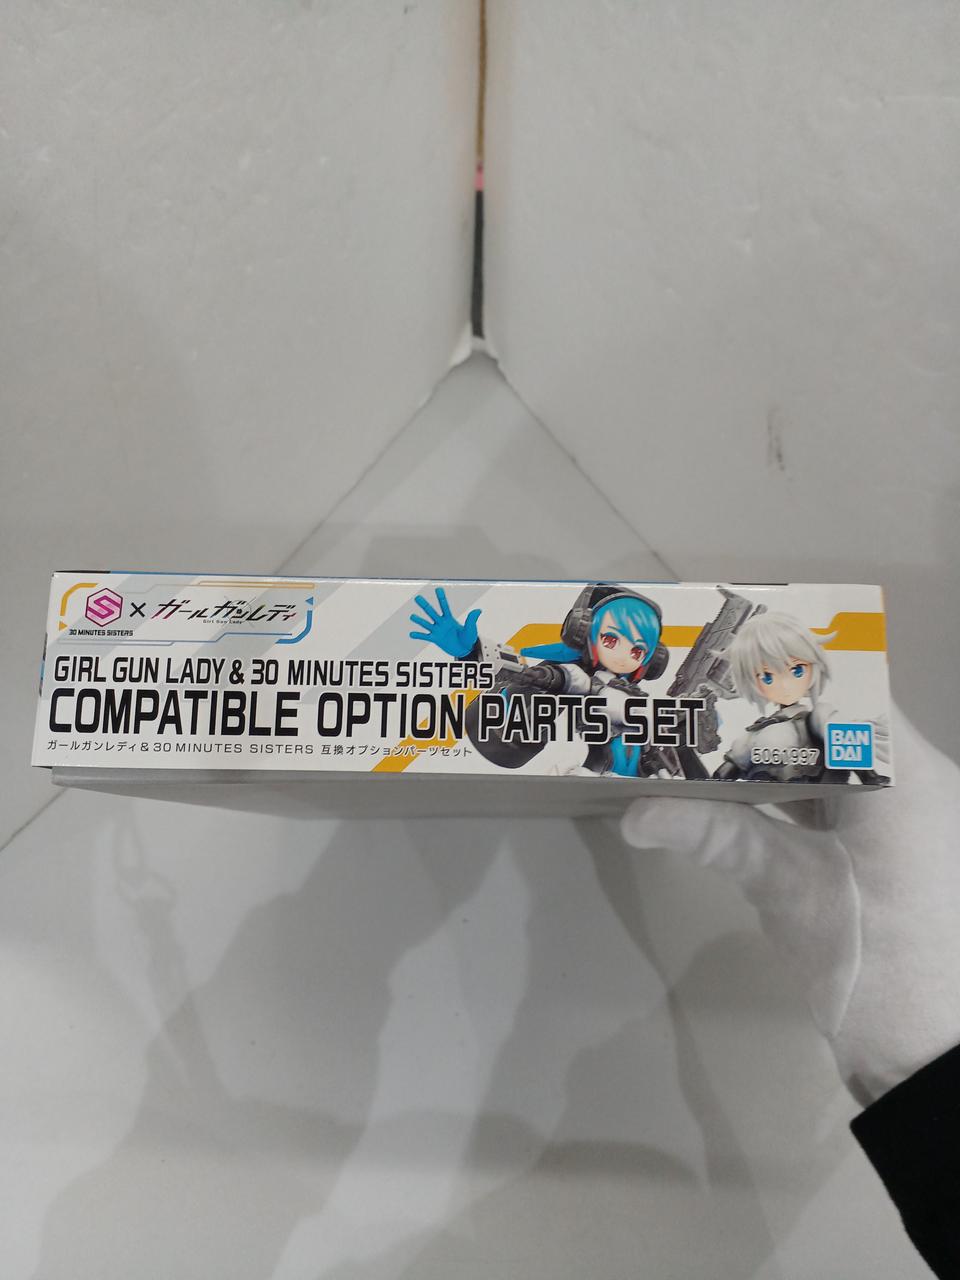 30 MINUTES SISTERS
×
ガールガンレディ
Girl Gun Lady
GIRL GUN LADY & 30 MINUTES SISTERS
COMPATIBLE OPTION PARTS SET
ガールガンレディ&30 MINUTES SISTERS 互換オプションパーツセット
5061997
BAN
DAI